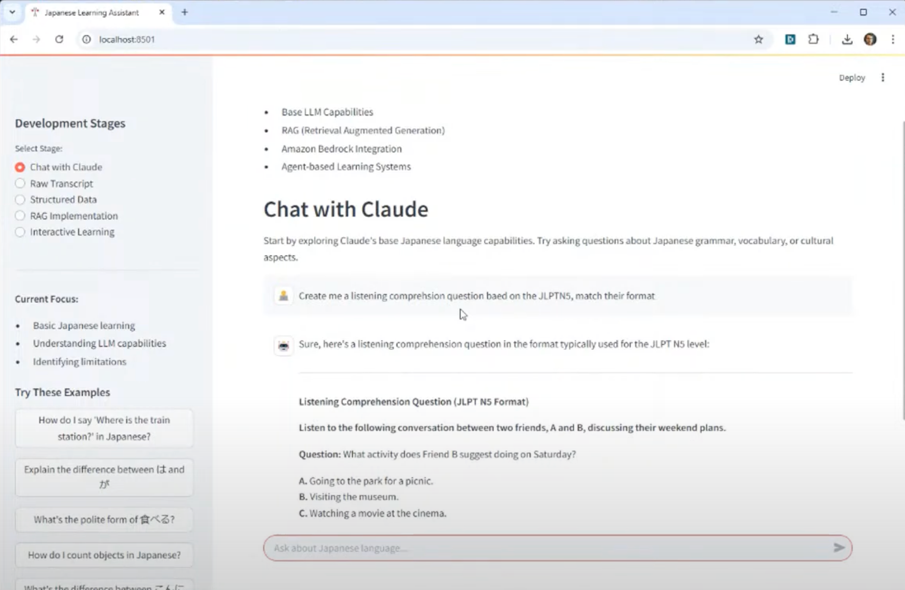 Japanese Learning Assistant
localhost:8501
Deploy
Development Stages
Select Stage:
Chat with Claude
Raw Transcript
Structured Data
RAG Implementation
Interactive Learning
Current Focus:
Basic Japanese learning
Understanding LLM capabilities
Identifying limitations
Try These Examples
How do I say 'Where is the train
station?' in Japanese?
Explain the difference between は and
が
What's the polite form of 食べる?
How do I count objects in Japanese?
What's the difference between こんに
Base LLM Capabilities
RAG (Retrieval Augmented Generation)
Amazon Bedrock Integration
Agent-based Learning Systems
Chat with Claude
Start by exploring Claude's base Japanese language capabilities. Try asking questions about Japanese grammar, vocabulary, or cultural
aspects.
Create me a listening comprehsion question baed on the JLPTN5, match their format
Sure, here's a listening comprehension question in the format typically used for the JLPT N5 level:
Listening Comprehension Question (JLPT N5 Format)
Listen to the following conversation between two friends, A and B, discussing their weekend plans.
Question: What activity does Friend B suggest doing on Saturday?
A. Going to the park for a picnic.
B. Visiting the museum.
C. Watching a movie at the cinema.
Ask about Japanese language...